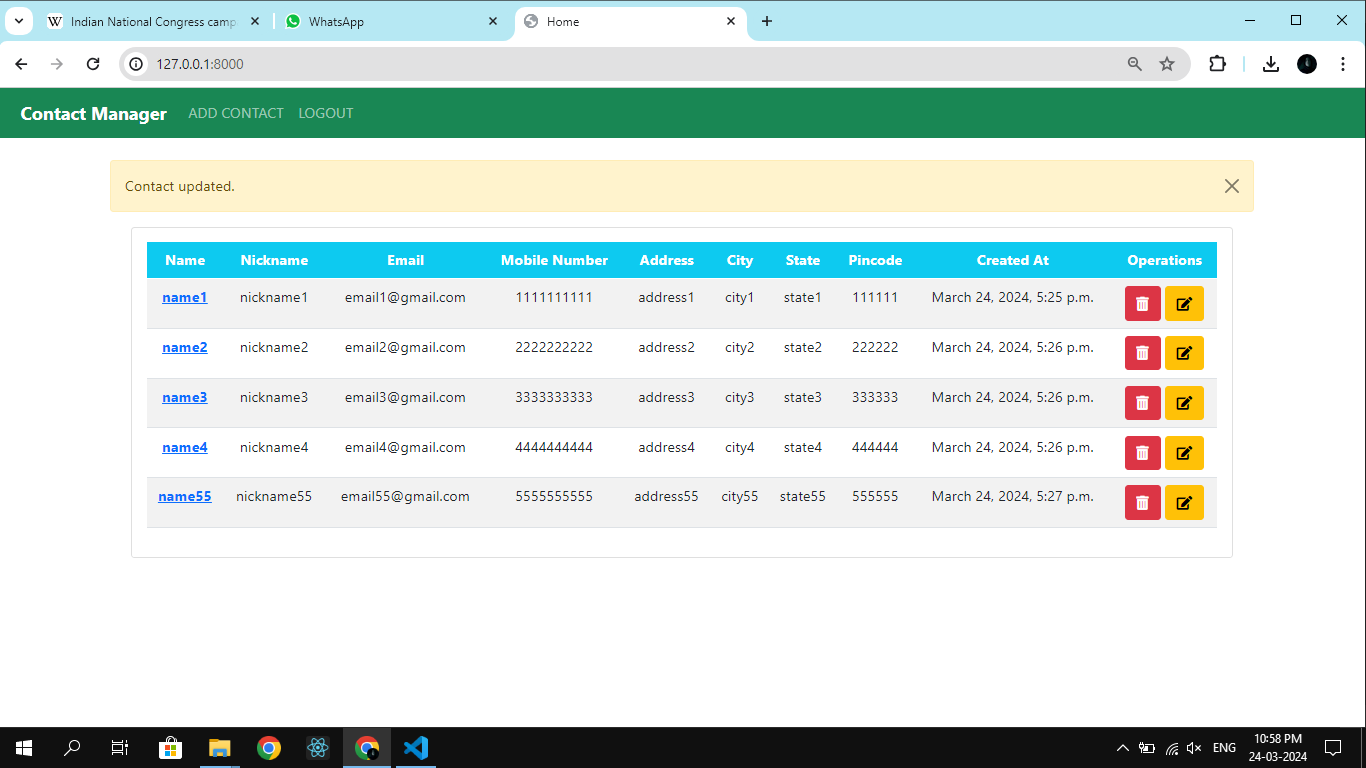 Indian National Congress camp
WhatsApp
Home
127.0.0.1:8000
Contact Manager ADD CONTACT LOGOUT
Contact updated.
Name Nickname Email Mobile Number Address City State Pincode Created At Operations
name1 nickname1 email1@gmail.com 1111111111 address1 city1 state1 111111 March 24, 2024, 5:25 p.m.
name2 nickname2 email2@gmail.com 2222222222 address2 city2 state2 222222 March 24, 2024, 5:26 p.m.
name3 nickname3 email3@gmail.com 3333333333 address3 city3 state3 333333 March 24, 2024, 5:26 p.m.
name4 nickname4 email4@gmail.com 4444444444 address4 city4 state4 444444 March 24, 2024, 5:26 p.m.
name55 nickname55 email55@gmail.com 5555555555 address55 city55 state55 555555 March 24, 2024, 5:27 p.m.
ENG
10:58 PM
24-03-2024